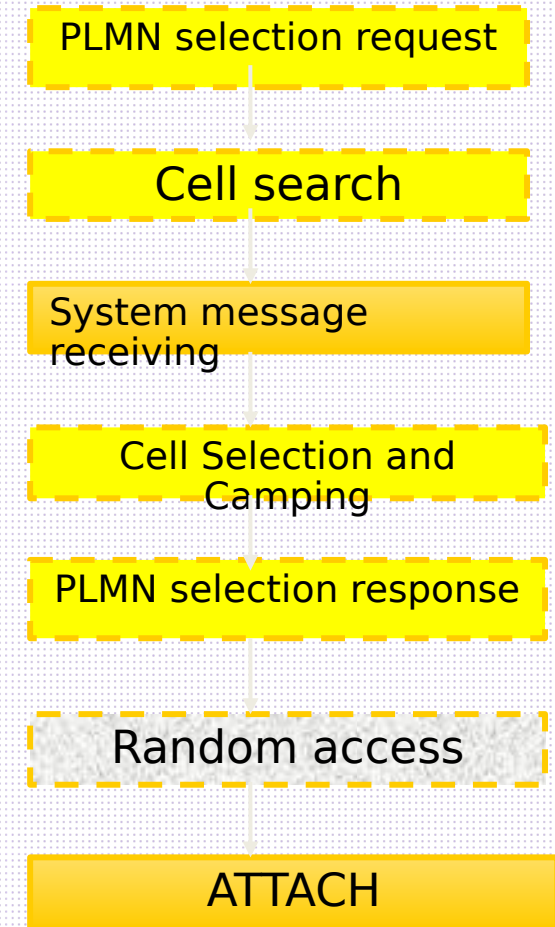 PLMN selection request
Cell search
System message
receiving
Cell Selection and
Camping
PLMN selection response
Random access
ATTACH